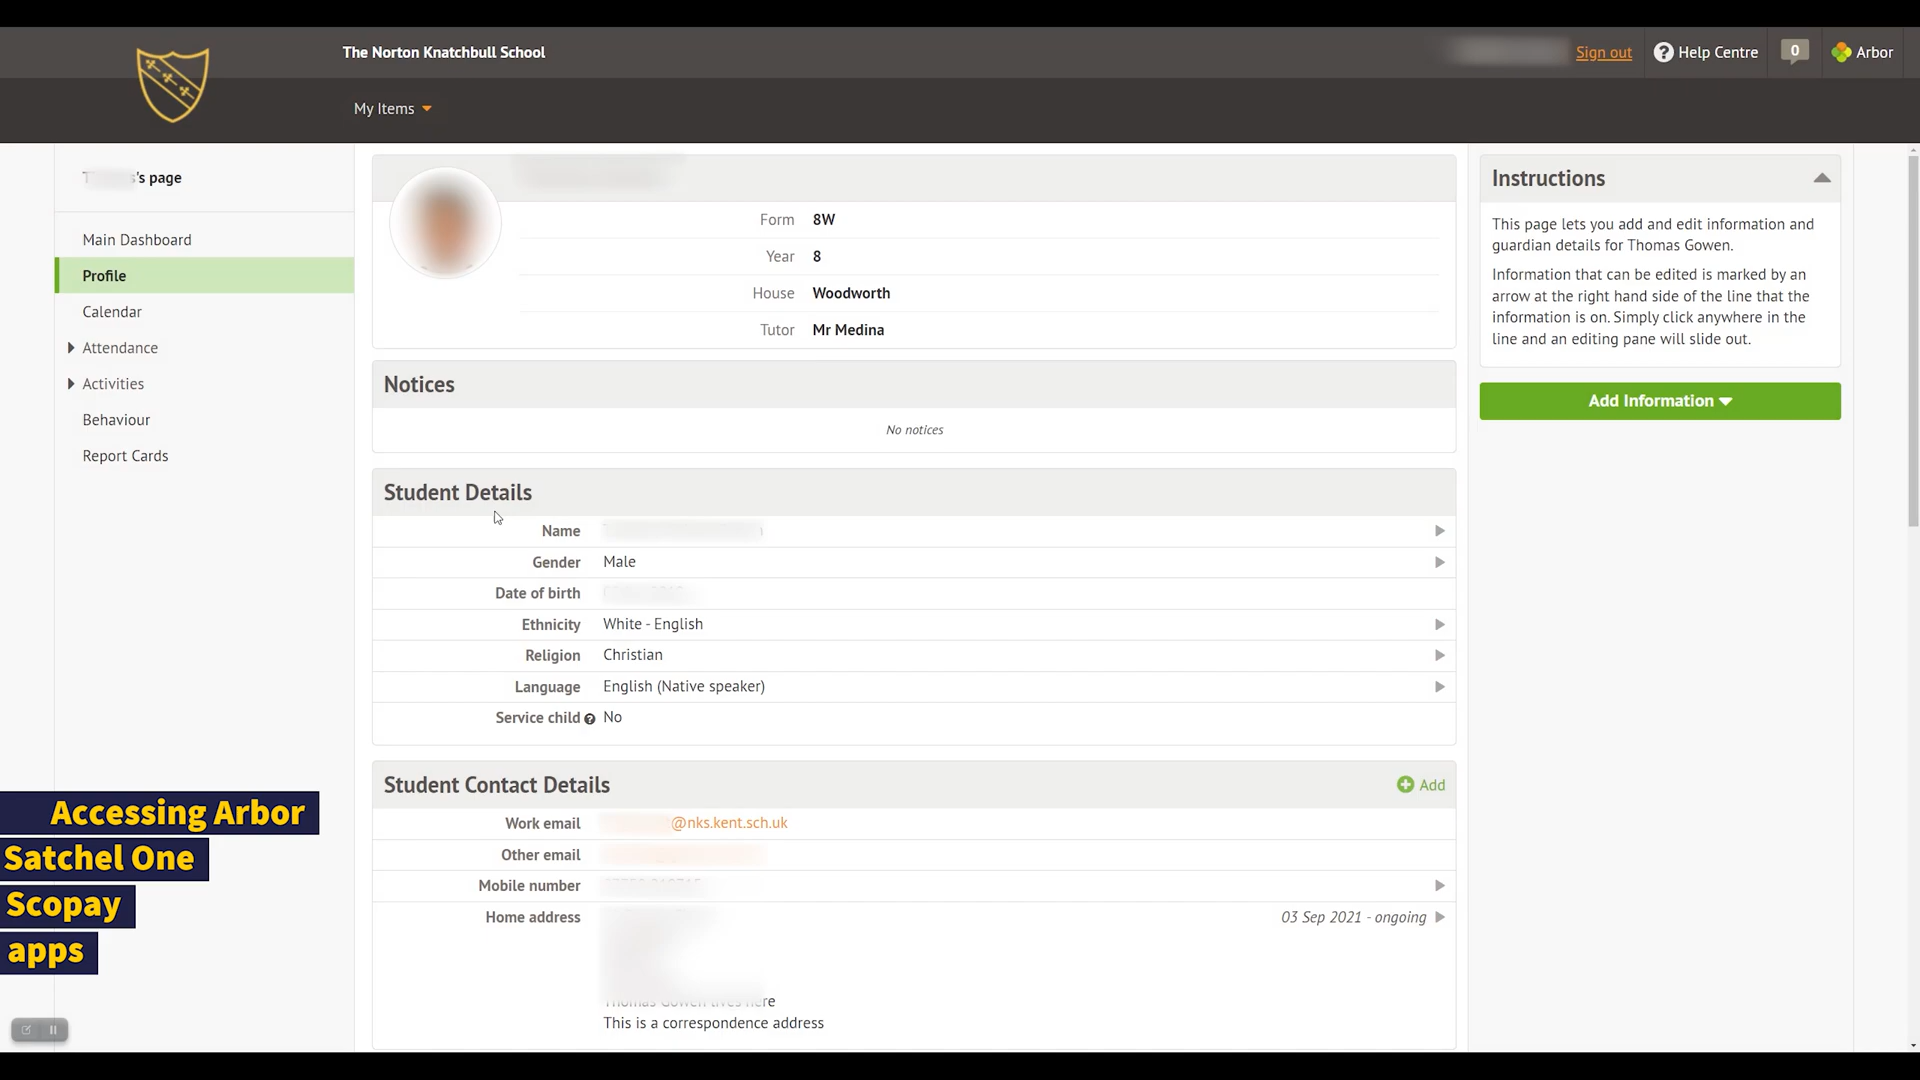 The Norton Knatchbull School
Sign out
Help Centre
0
Arbor
My Items
's page
Main Dashboard
Profile
Calendar
Attendance
Activities
Behaviour
Report Cards
Form 8W
Year 8
House Woodworth
Tutor Mr Medina
Notices
No notices
Student Details
Name
Gender Male
Date of birth
Ethnicity White - English
Religion Christian
Language English (Native speaker)
Service child ? No
Student Contact Details
Add
Work email @nks.kent.sch.uk
Other email
Mobile number
Home address 03 Sep 2021 - ongoing
Thomas Gowen lives here
This is a correspondence address
Instructions
This page lets you add and edit information and
guardian details for Thomas Gowen.
Information that can be edited is marked by an
arrow at the right hand side of the line that the
information is on. Simply click anywhere in the
line and an editing pane will slide out.
Add Information
Accessing Arbor
Satchel One
Scopay
apps